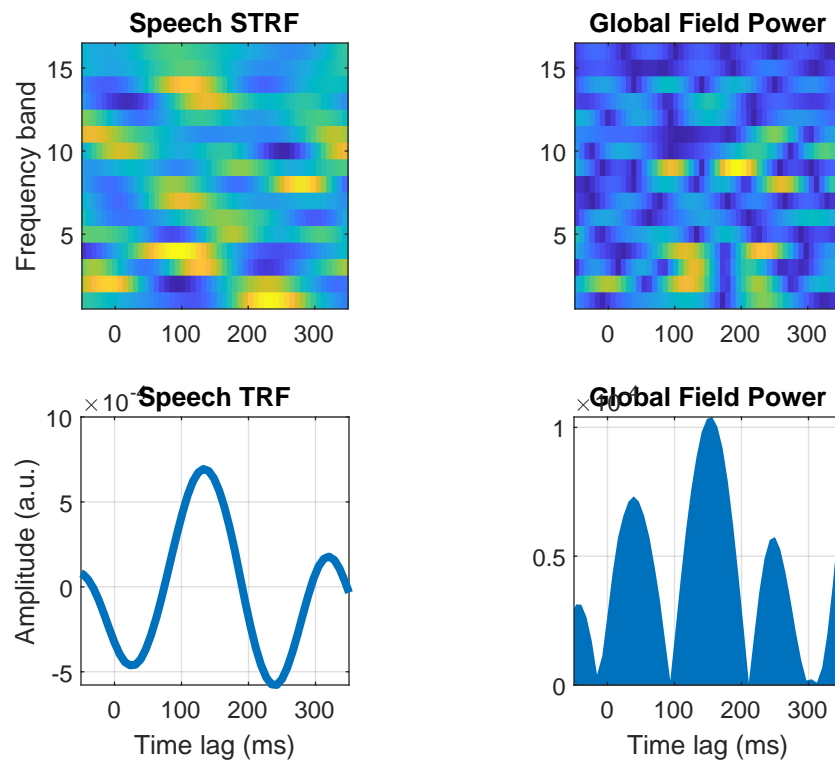 Speech STRF
Global Field Power
Frequency band
15
10
5
0 100 200 300
15
10
5
0 100 200 300
Speech TRF
×10-4
Global Field Power
Amplitude (a.u.)
10
5
0
-5
0 100 200 300
Time lag (ms)
1
0.5
0
0 100 200 300
Time lag (ms)